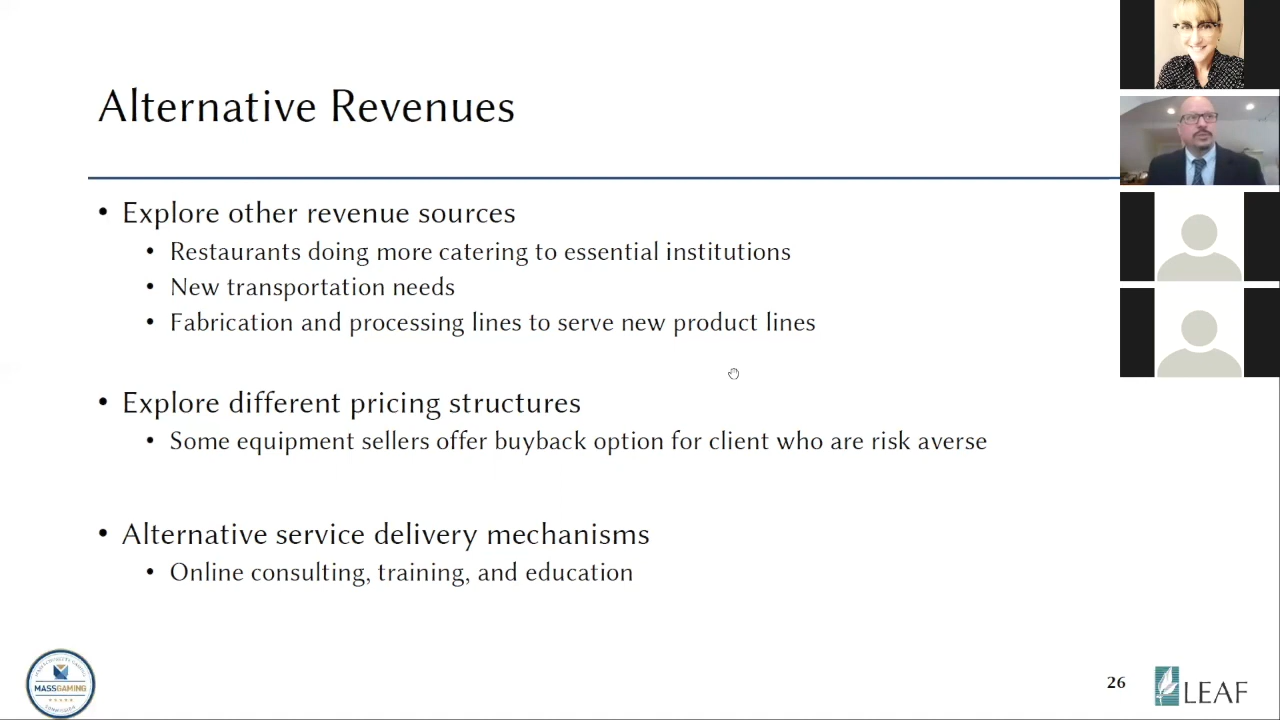 Alternative Revenues
• Explore other revenue sources
• Restaurants doing more catering to essential institutions
• New transportation needs
• Fabrication and processing lines to serve new product lines
• Explore different pricing structures
• Some equipment sellers offer buyback option for client who are risk averse
• Alternative service delivery mechanisms
• Online consulting, training, and education
MASSGAMING
26
LEAF